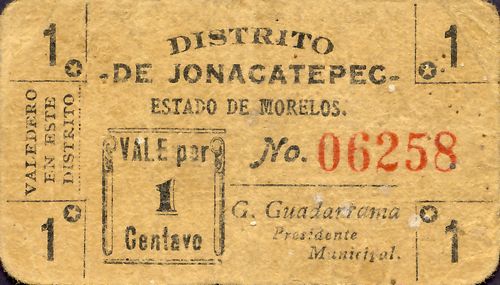 1
1
DISTRITO
-DE JONACATEPEC-
ESTADO DE MORELOS.
VALEDERO
EN ESTE
DISTRITO
VALE por
1
Centavo
No. 06258
G. Guadarrama
Presidente
Municipal.
1
1